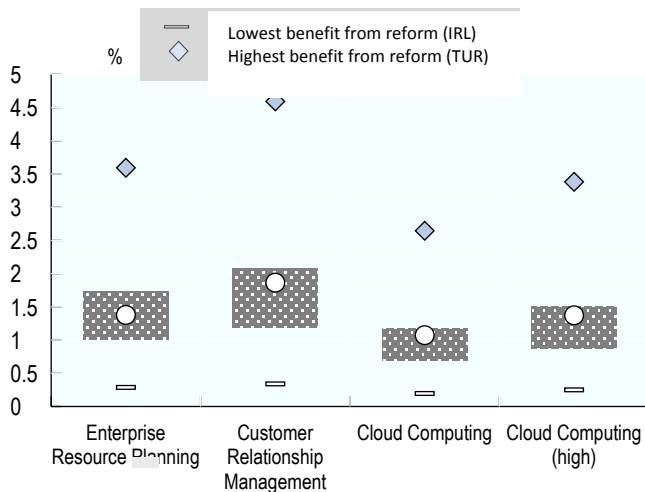 Lowest benefit from reform (IRL)
Highest benefit from reform (TUR)
%
5
4.5
4
3.5
3
2.5
2
1.5
1
0.5
0
Enterprise
Resource Planning
Customer
Relationship
Management
Cloud Computing
Cloud Computing
(high)